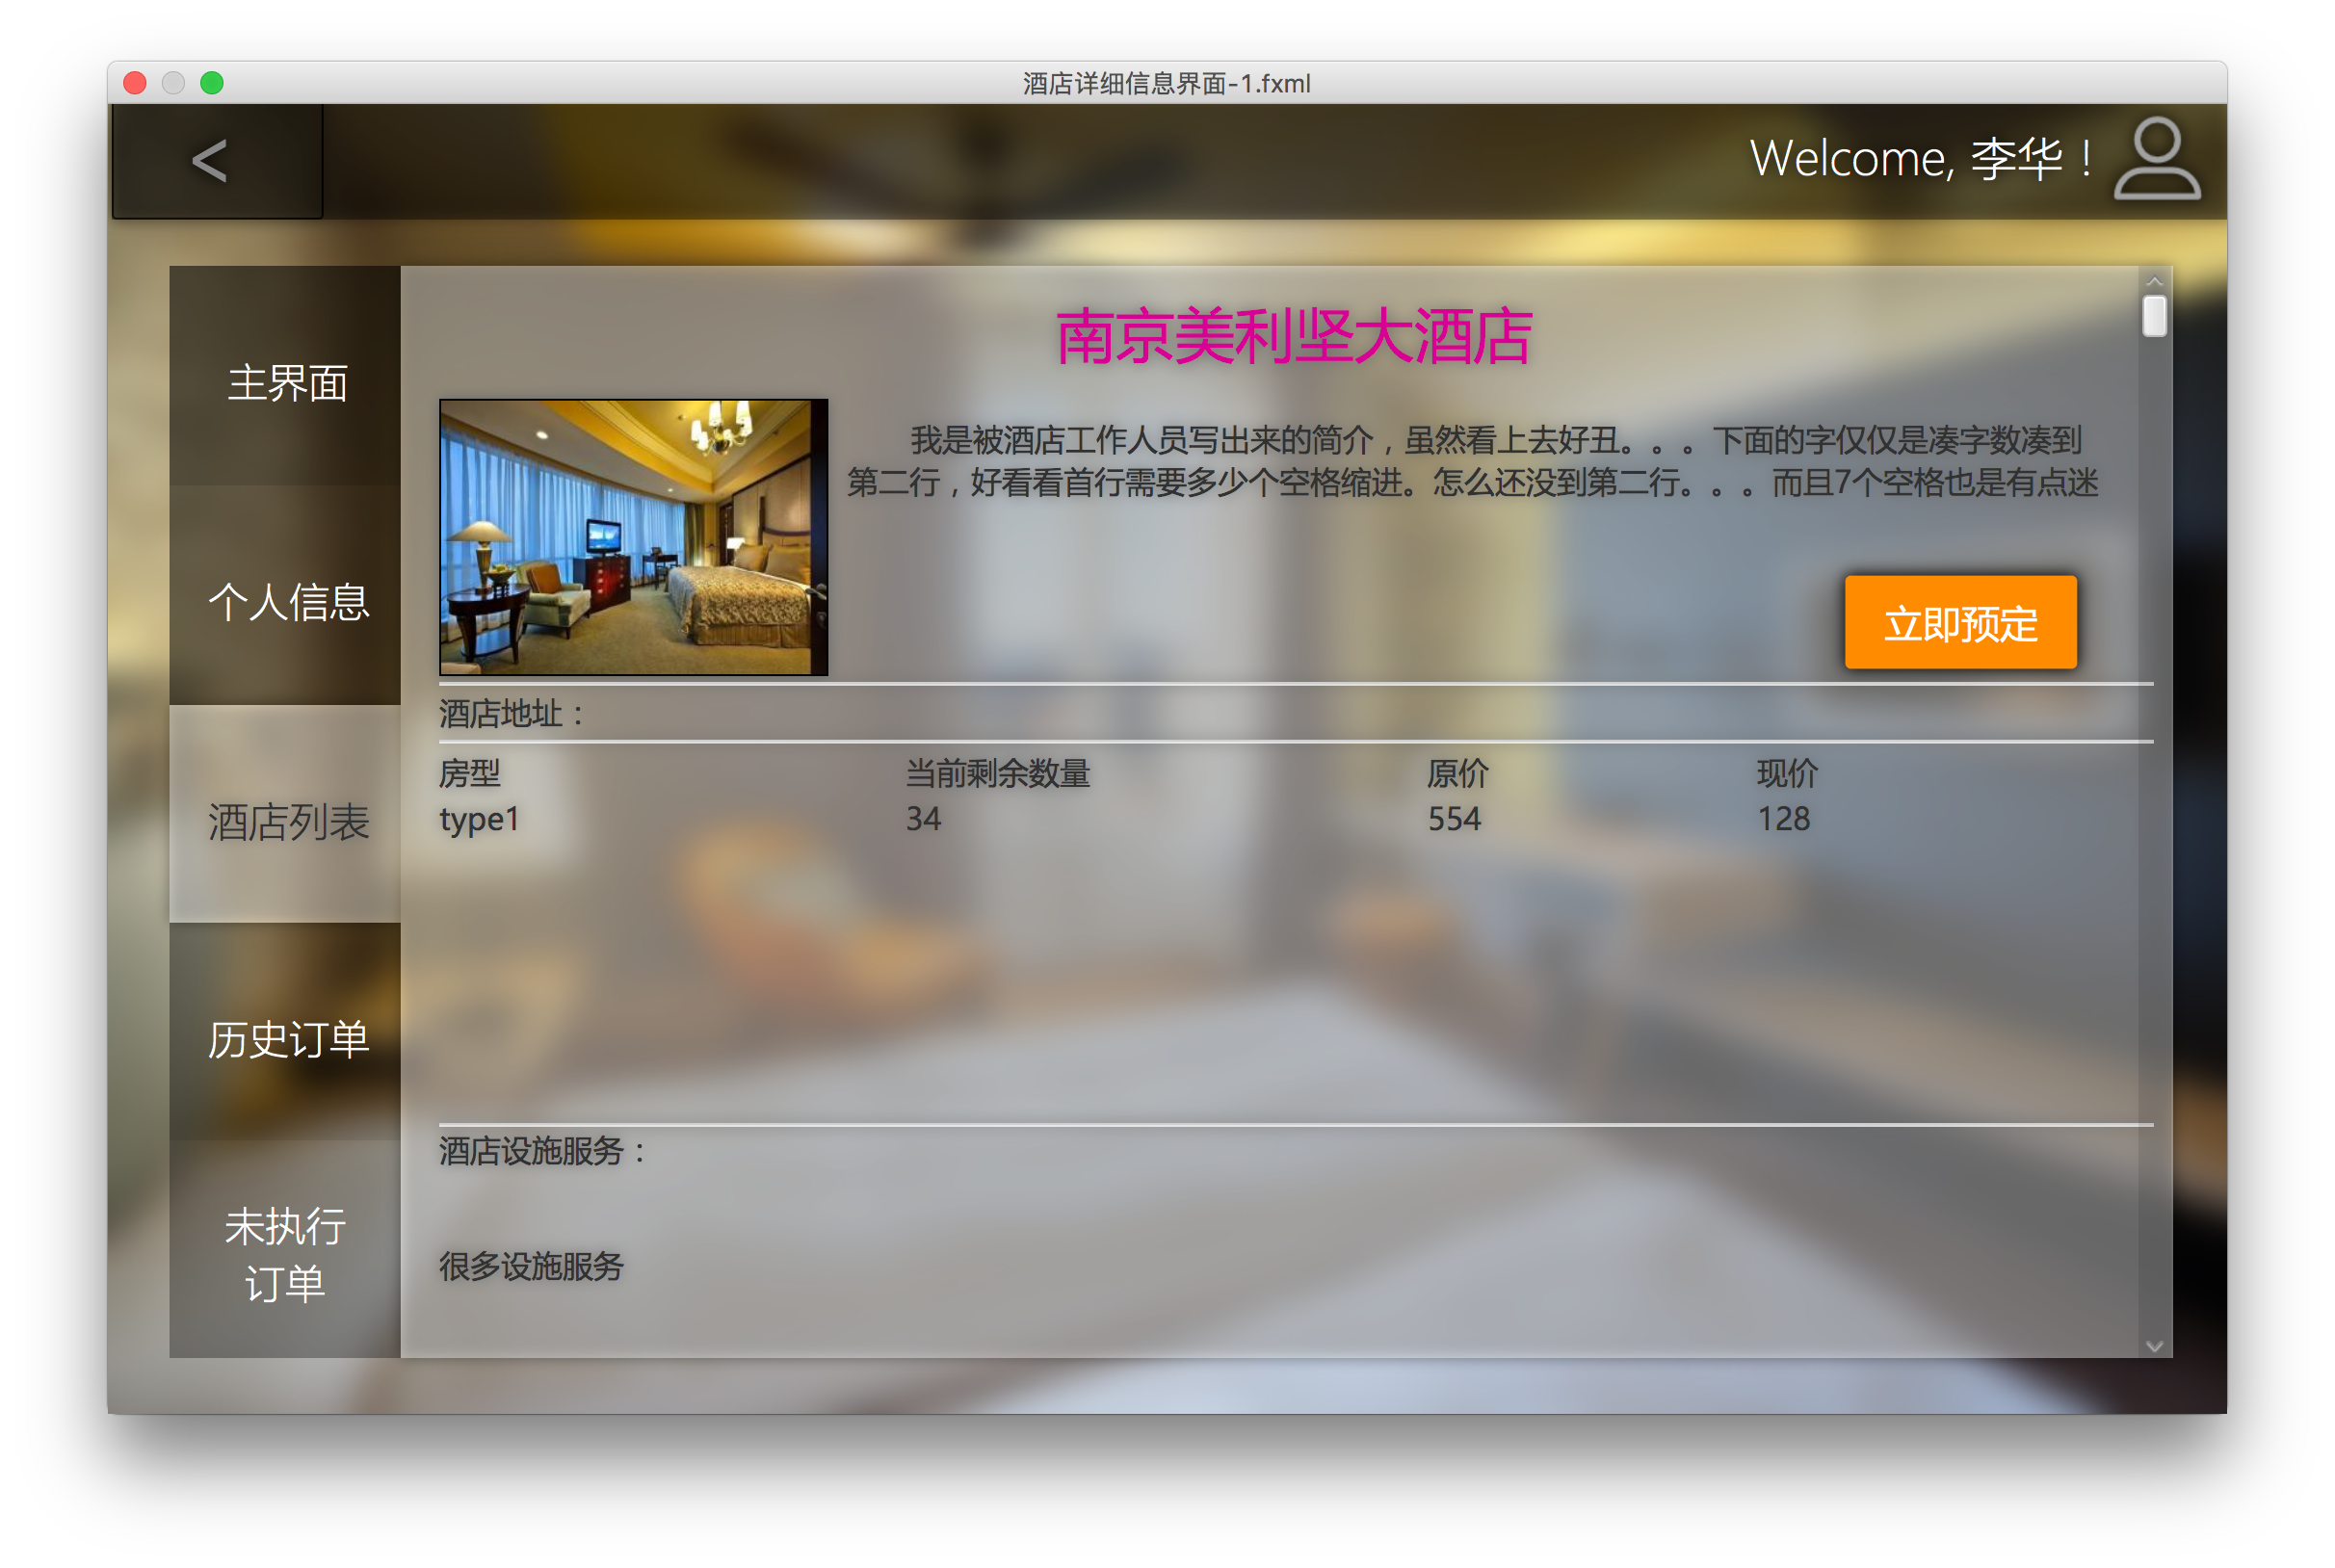 酒店详细信息界面-1.fxml
<
Welcome, 李华！
主界面
个人信息
酒店列表
历史订单
未执行
订单
南京美利坚大酒店
我是被酒店工作人员写出来的简介，虽然看上去好丑。。。下面的字仅仅是凑字数凑到
第二行，好看看首行需要多少个空格缩进。怎么还没到第二行。。。而且7个空格也是有点迷
立即预定
酒店地址：
房型 当前剩余数量 原价 现价
type1 34 554 128
酒店设施服务：
很多设施服务